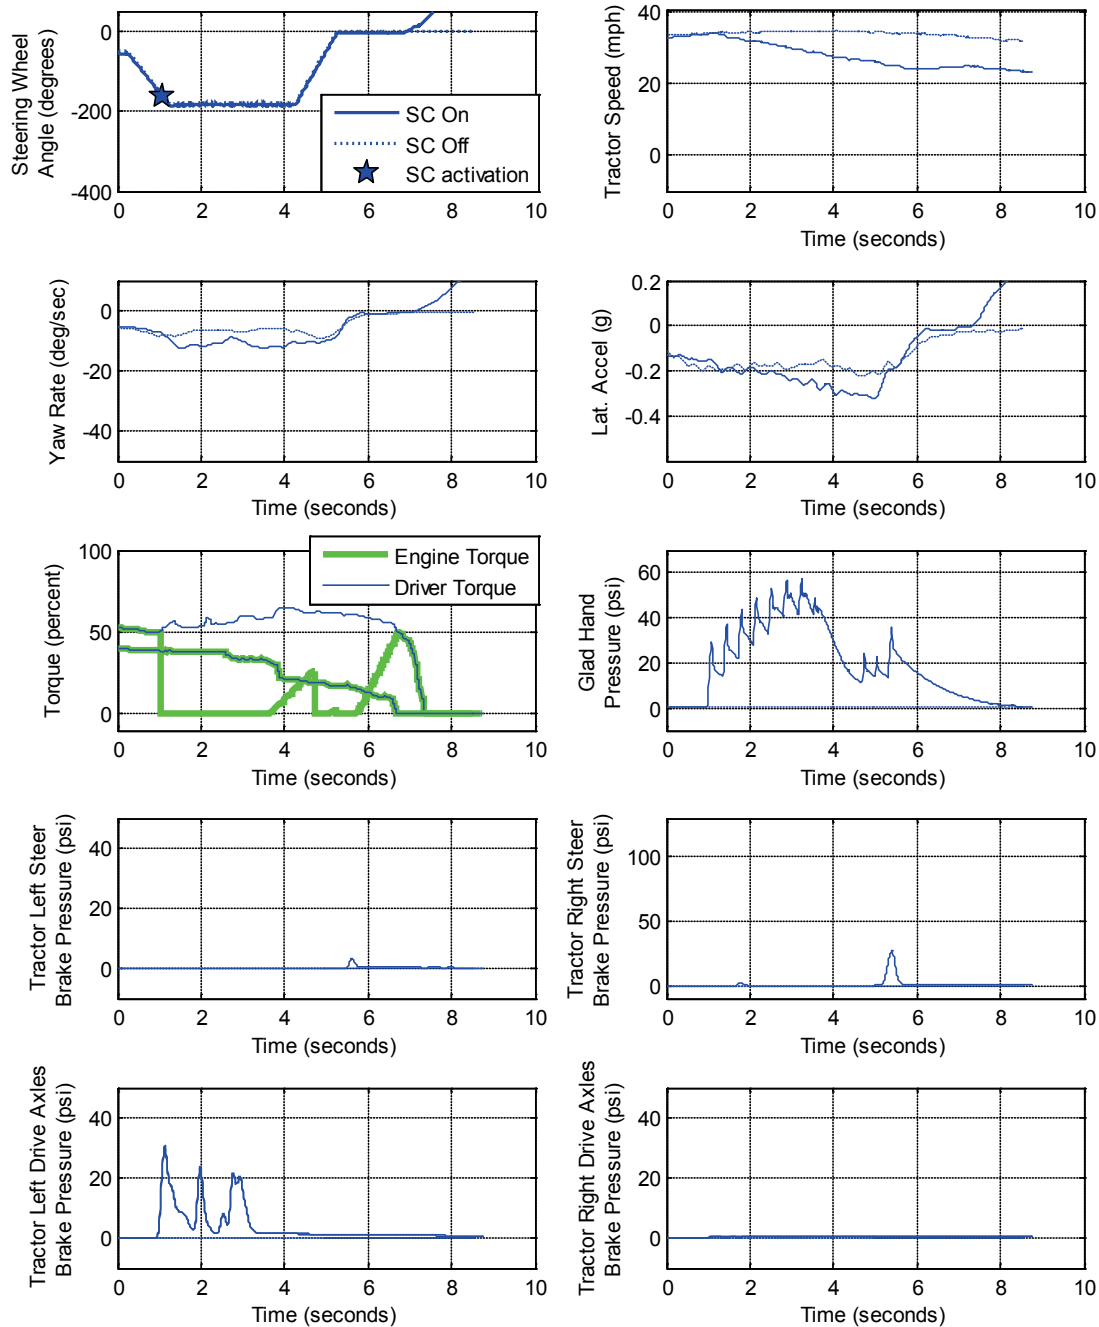 Steering Wheel
Angle (degrees)
0
-200
-400
SC On
SC Off
SC activation
0 2 4 6 8 10
Time (seconds)
Tractor Speed (mph)
40
20
0
0 2 4 6 8 10
Time (seconds)
Yaw Rate (deg/sec)
0
-20
-40
0 2 4 6 8 10
Time (seconds)
Lat. Accel (g)
0.2
0
-0.2
-0.4
0 2 4 6 8 10
Time (seconds)
Torque (percent)
100
50
0
Engine Torque
Driver Torque
0 2 4 6 8 10
Time (seconds)
Glad Hand
Pressure (psi)
60
40
20
0
0 2 4 6 8 10
Time (seconds)
Tractor Left Steer
Brake Pressure (psi)
40
20
0
0 2 4 6 8 10
Time (seconds)
Tractor Right Steer
Brake Pressure (psi)
100
50
0
0 2 4 6 8 10
Time (seconds)
Tractor Left Drive Axles
Brake Pressure (psi)
40
20
0
0 2 4 6 8 10
Time (seconds)
Tractor Right Drive Axles
Brake Pressure (psi)
40
20
0
0 2 4 6 8 10
Time (seconds)